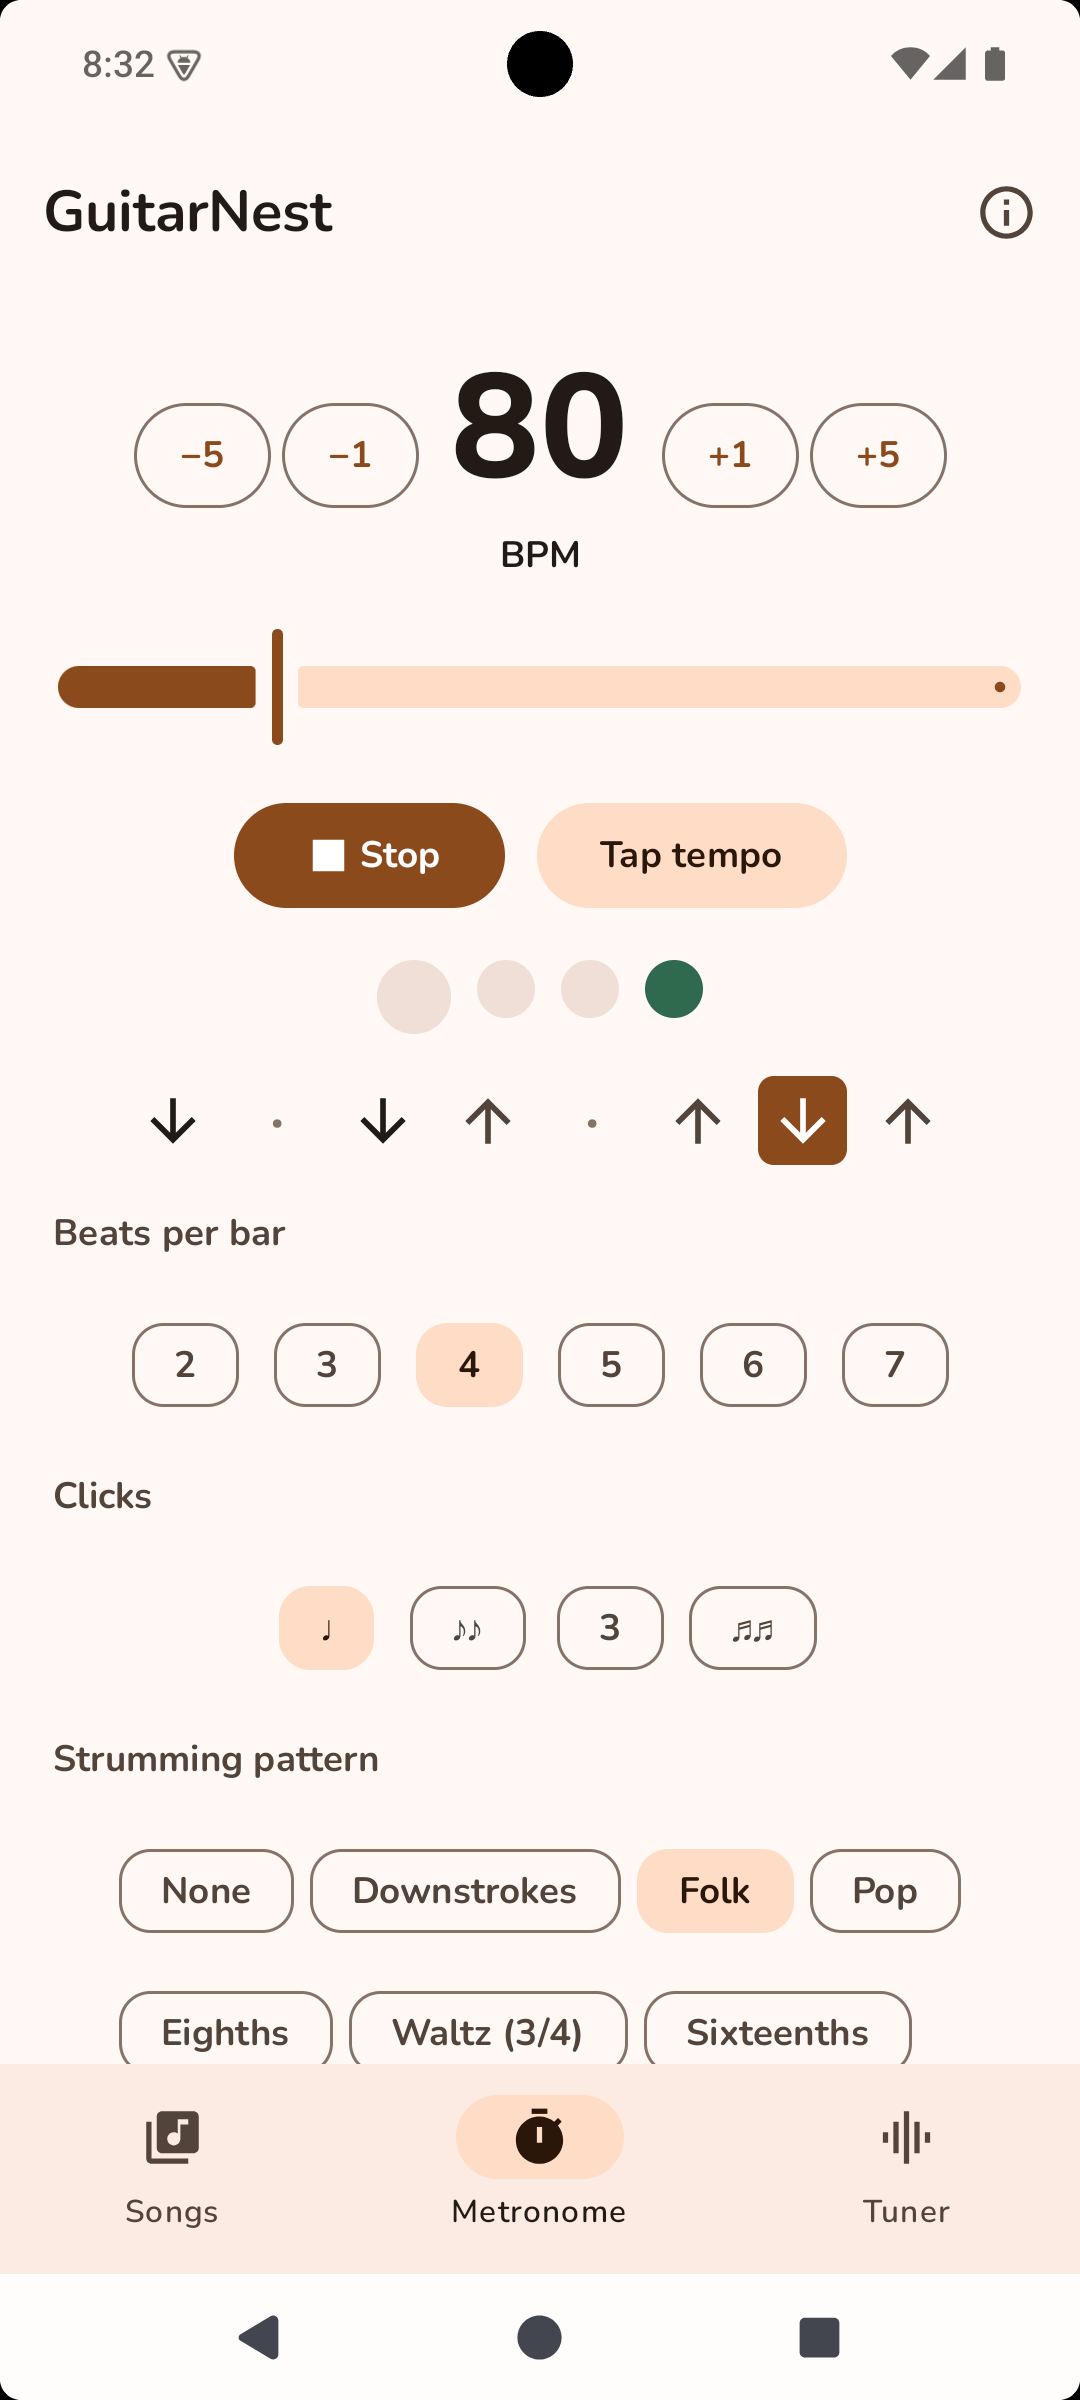 8:32
GuitarNest
−5 −1 80 +1 +5
BPM
Stop Tap tempo
Beats per bar
2 3 4 5 6 7
Clicks
♩ ♪♪ 3 ♬♬
Strumming pattern
None Downstrokes Folk Pop
Eighths Waltz (3/4) Sixteenths
Songs Metronome Tuner